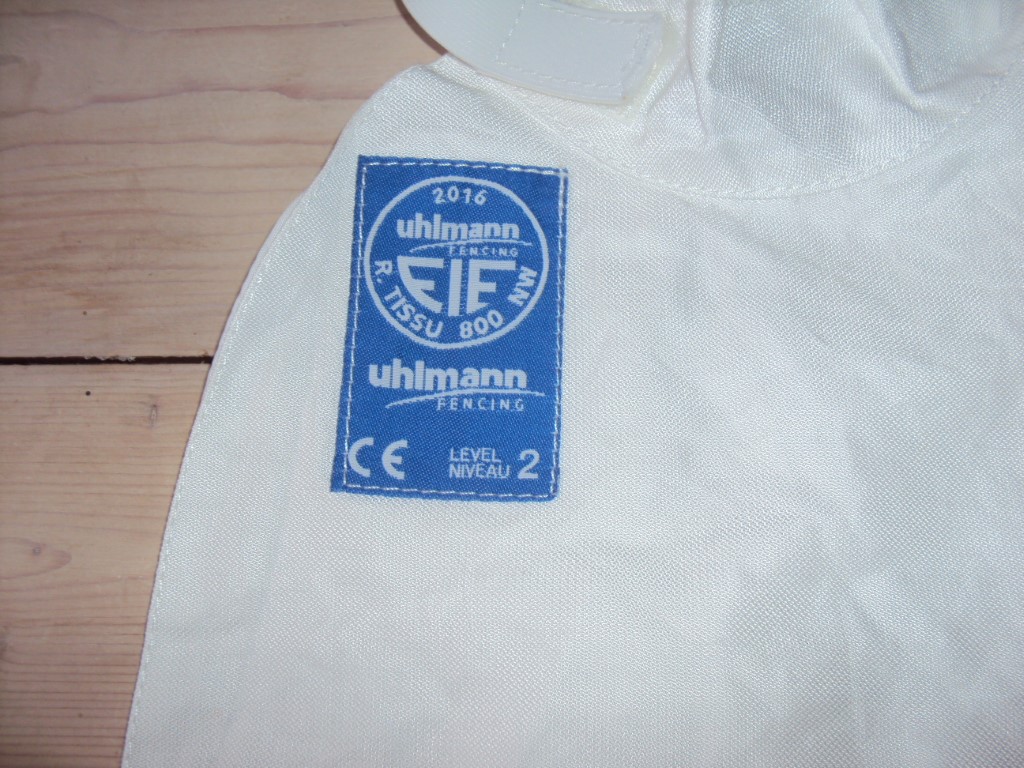 2016
uhlmann
FENCING
FIE
R. TISSU 800 NW
uhlmann
FENCING
CE
LEVEL
NIVEAU 2